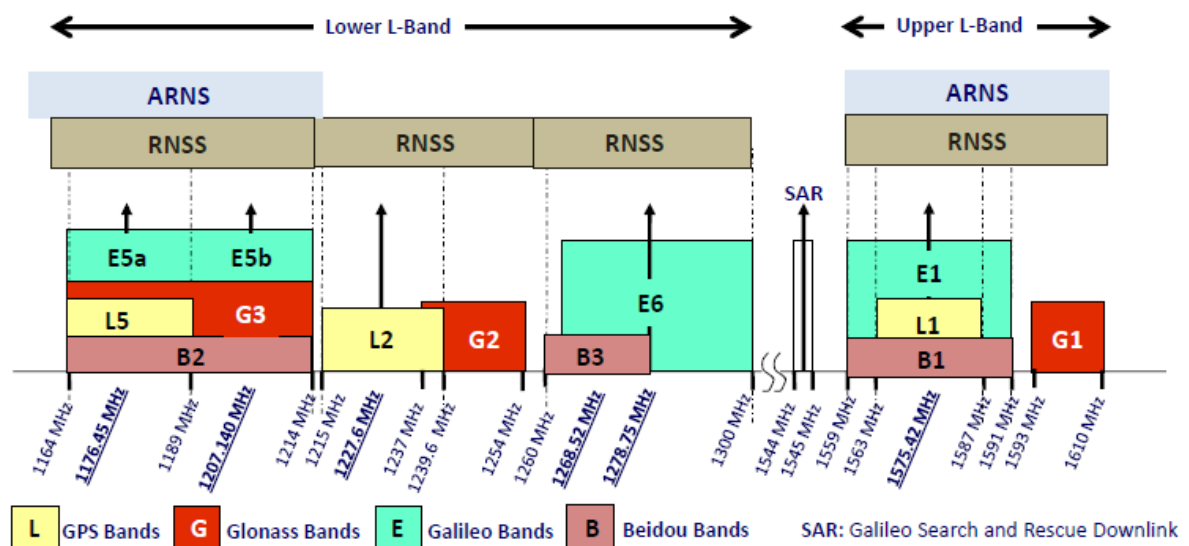 Lower L-Band Upper L-Band
ARNS ARNS
RNSS RNSS RNSS RNSS
SAR
E5a E5b E1
L5 G3 E6 L1
L2 G2 G1
B2 B3 B1
1164 MHz 1176.45 MHz 1189 MHz 1207.140 MHz 1214 MHz 1215 MHz 1227.6 MHz 1237 MHz 1239.6 MHz 1254 MHz 1260 MHz 1268.52 MHz 1278.75 MHz 1300 MHz 1544 MHz 1545 MHz 1559 MHz 1563 MHz 1575.42 MHz 1587 MHz 1591 MHz 1593 MHz 1610 MHz
L GPS Bands G Glonass Bands E Galileo Bands B Beidou Bands SAR: Galileo Search and Rescue Downlink